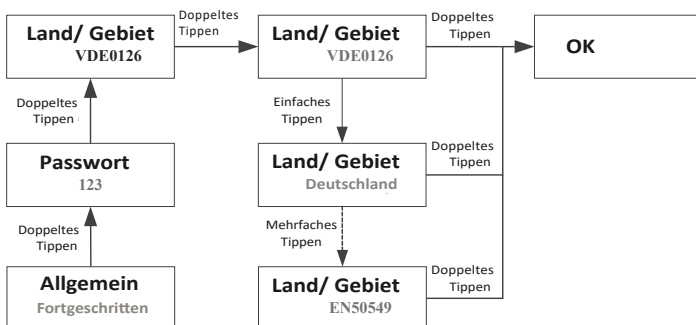 Land/ Gebiet
VDE0126
Doppeltes
Tippen
Land/ Gebiet
VDE0126
Doppeltes
Tippen
OK
Doppeltes
Tippen
Einfaches
Tippen
Passwort
123
Land/ Gebiet
Deutschland
Doppeltes
Tippen
Doppeltes
Tippen
Mehrfaches
Tippen
Allgemein
Fortgeschritten
Land/ Gebiet
EN50549
Doppeltes
Tippen